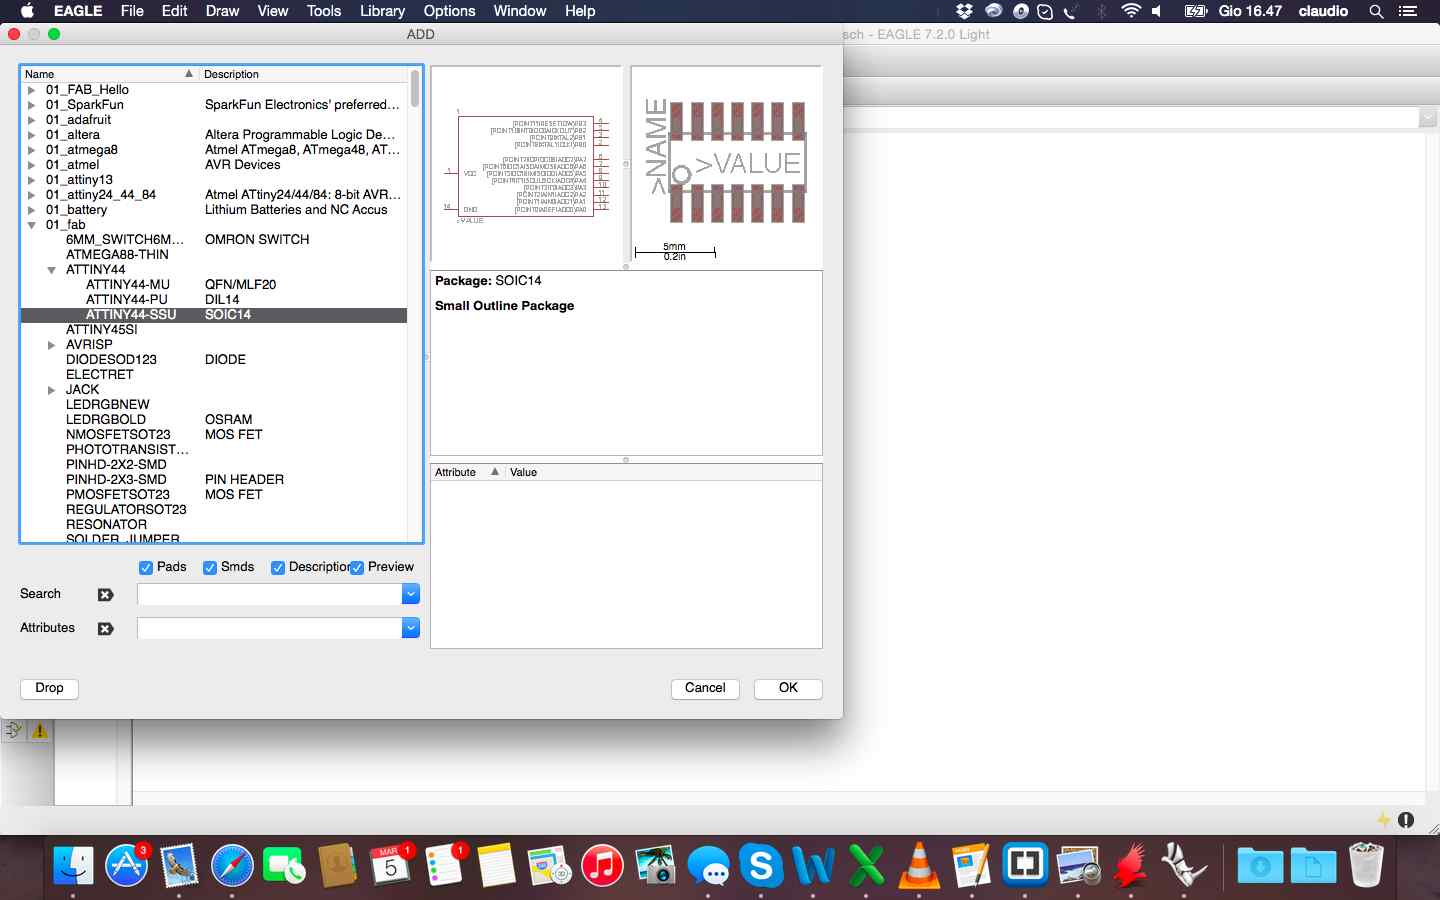 EAGLE File Edit Draw View Tools Library Options Window Help Gio 16.47 claudio
ADD
sch - EAGLE 7.2.0 Light
Name Description
01_FAB_Hello
01_SparkFun SparkFun Electronics' preferred...
01_adafruit
01_altera Altera Programmable Logic De...
01_atmega8 Atmel ATmega8, ATmega48, AT...
01_atmel AVR Devices
01_attiny13
01_attiny24_44_84 Atmel ATtiny24/44/84: 8-bit AVR...
01_battery Lithium Batteries and NC Accus
01_fab
6MM_SWITCH6M... OMRON SWITCH
ATMEGA88-THIN
ATTINY44
ATTINY44-MU QFN/MLF20
ATTINY44-PU DIL14
ATTINY44-SSU SOIC14
ATTINY45SI
AVRISP
DIODESOD123 DIODE
ELECTRET
JACK
LEDRGBNEW
LEDRGBOLD OSRAM
NMOSFETSOT23 MOS FET
PHOTOTRANSIST...
PINHD-2X2-SMD
PINHD-2X3-SMD PIN HEADER
PMOSFETSOT23 MOS FET
REGULATORSOT23
RESONATOR
SOLDER_JUMPER
Pads Smds Description Preview
Search
Attributes
Drop
1
VCC
14
GND
>VALUE
>NAME
>VALUE
5mm
0.2in
Package: SOIC14
Small Outline Package
Attribute Value
Cancel OK
3
MAR 1
5
1